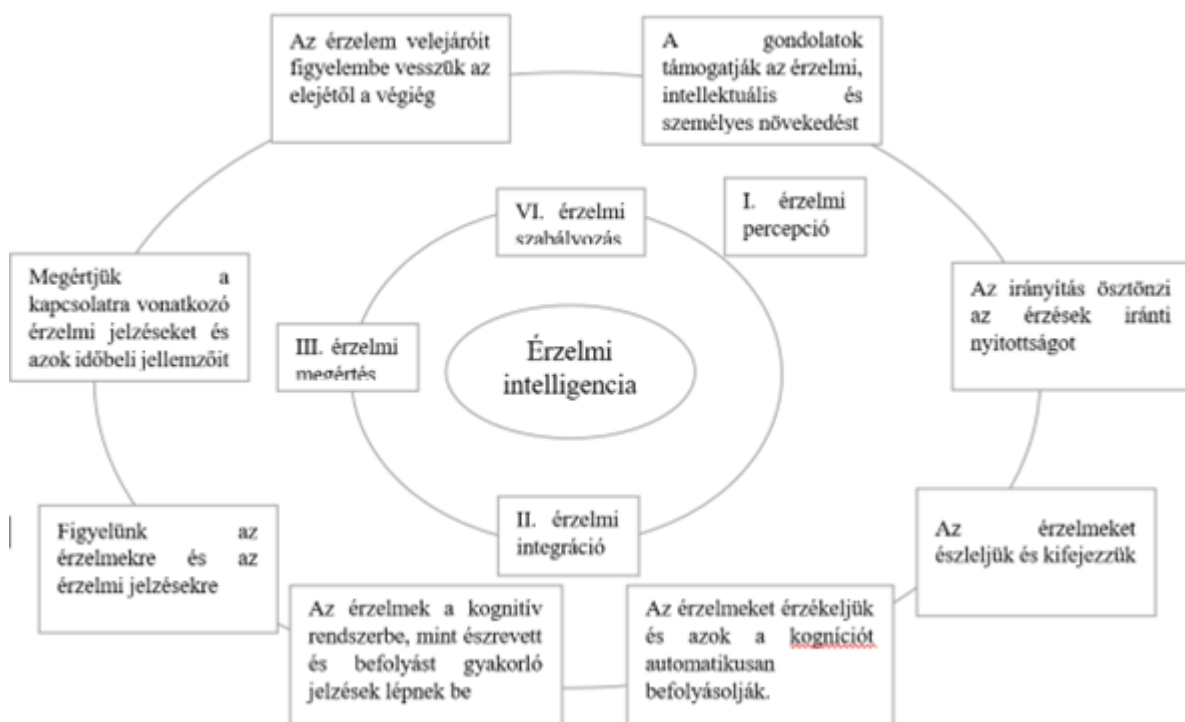 Az érzelem velejáróit
figyelembe vesszük az
elejétől a végiég
A gondolatok
támogatják az érzelmi,
intellektuális és
személyes növekedést
VI. érzelmi
szabályozás
I. érzelmi
percepció
Megértjük a
kapcsolatra vonatkozó
érzelmi jelzéseket és
azok időbeli jellemzőit
III. érzelmi
megértés
Érzelmi
intelligencia
Az irányítás ösztönzi
az érzések iránti
nyitottságot
Figyelünk az
érzelmekre és az
érzelmi jelzésekre
II. érzelmi
integráció
Az érzelmeket
észleljük és kifejezzük
Az érzelmek a kognitív
rendszerbe, mint észrevett
és befolyást gyakorló
jelzések lépnek be
Az érzelmeket érzékeljük
és azok a kogníciót
automatikusan
befolyásolják.